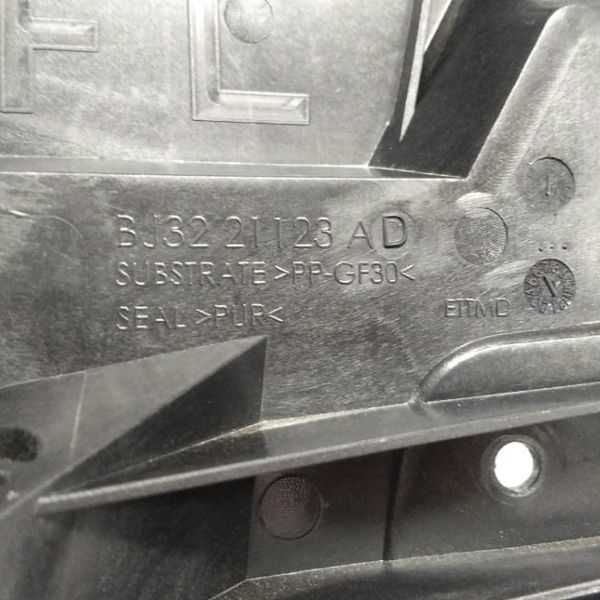 FL
BJ32 21123 AD
SUBSTRATE >PP-GF30<
SEAL >PUR<
ETTMD